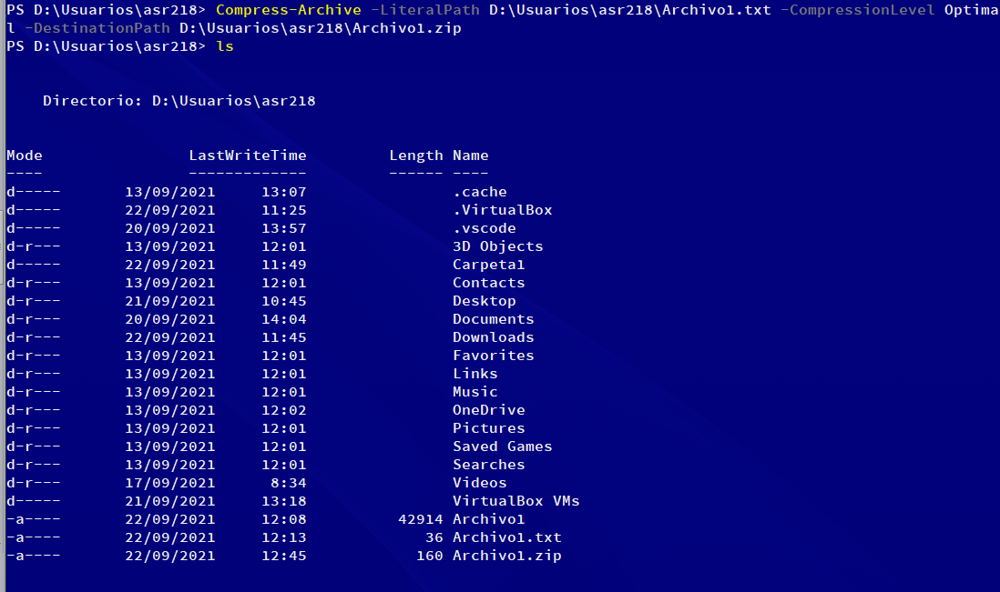 PS D:\Usuarios\asr218> Compress-Archive -LiteralPath D:\Usuarios\asr218\Archivo1.txt -CompressionLevel Optima
l -DestinationPath D:\Usuarios\asr218\Archivo1.zip
PS D:\Usuarios\asr218> ls
Directorio: D:\Usuarios\asr218
Mode LastWriteTime Length Name
---- ------------- ------ ----
d----- 13/09/2021 13:07 .cache
d----- 22/09/2021 11:25 .VirtualBox
d----- 20/09/2021 13:57 .vscode
d-r--- 13/09/2021 12:01 3D Objects
d----- 22/09/2021 11:49 Carpeta1
d-r--- 13/09/2021 12:01 Contacts
d-r--- 21/09/2021 10:45 Desktop
d-r--- 20/09/2021 14:04 Documents
d-r--- 22/09/2021 11:45 Downloads
d-r--- 13/09/2021 12:01 Favorites
d-r--- 13/09/2021 12:01 Links
d-r--- 13/09/2021 12:01 Music
d-r--- 13/09/2021 12:02 OneDrive
d-r--- 13/09/2021 12:01 Pictures
d-r--- 13/09/2021 12:01 Saved Games
d-r--- 13/09/2021 12:01 Searches
d-r--- 17/09/2021 8:34 Videos
d----- 21/09/2021 13:18 VirtualBox VMs
-a---- 22/09/2021 12:08 42914 Archivo1
-a---- 22/09/2021 12:13 36 Archivo1.txt
-a---- 22/09/2021 12:45 160 Archivo1.zip